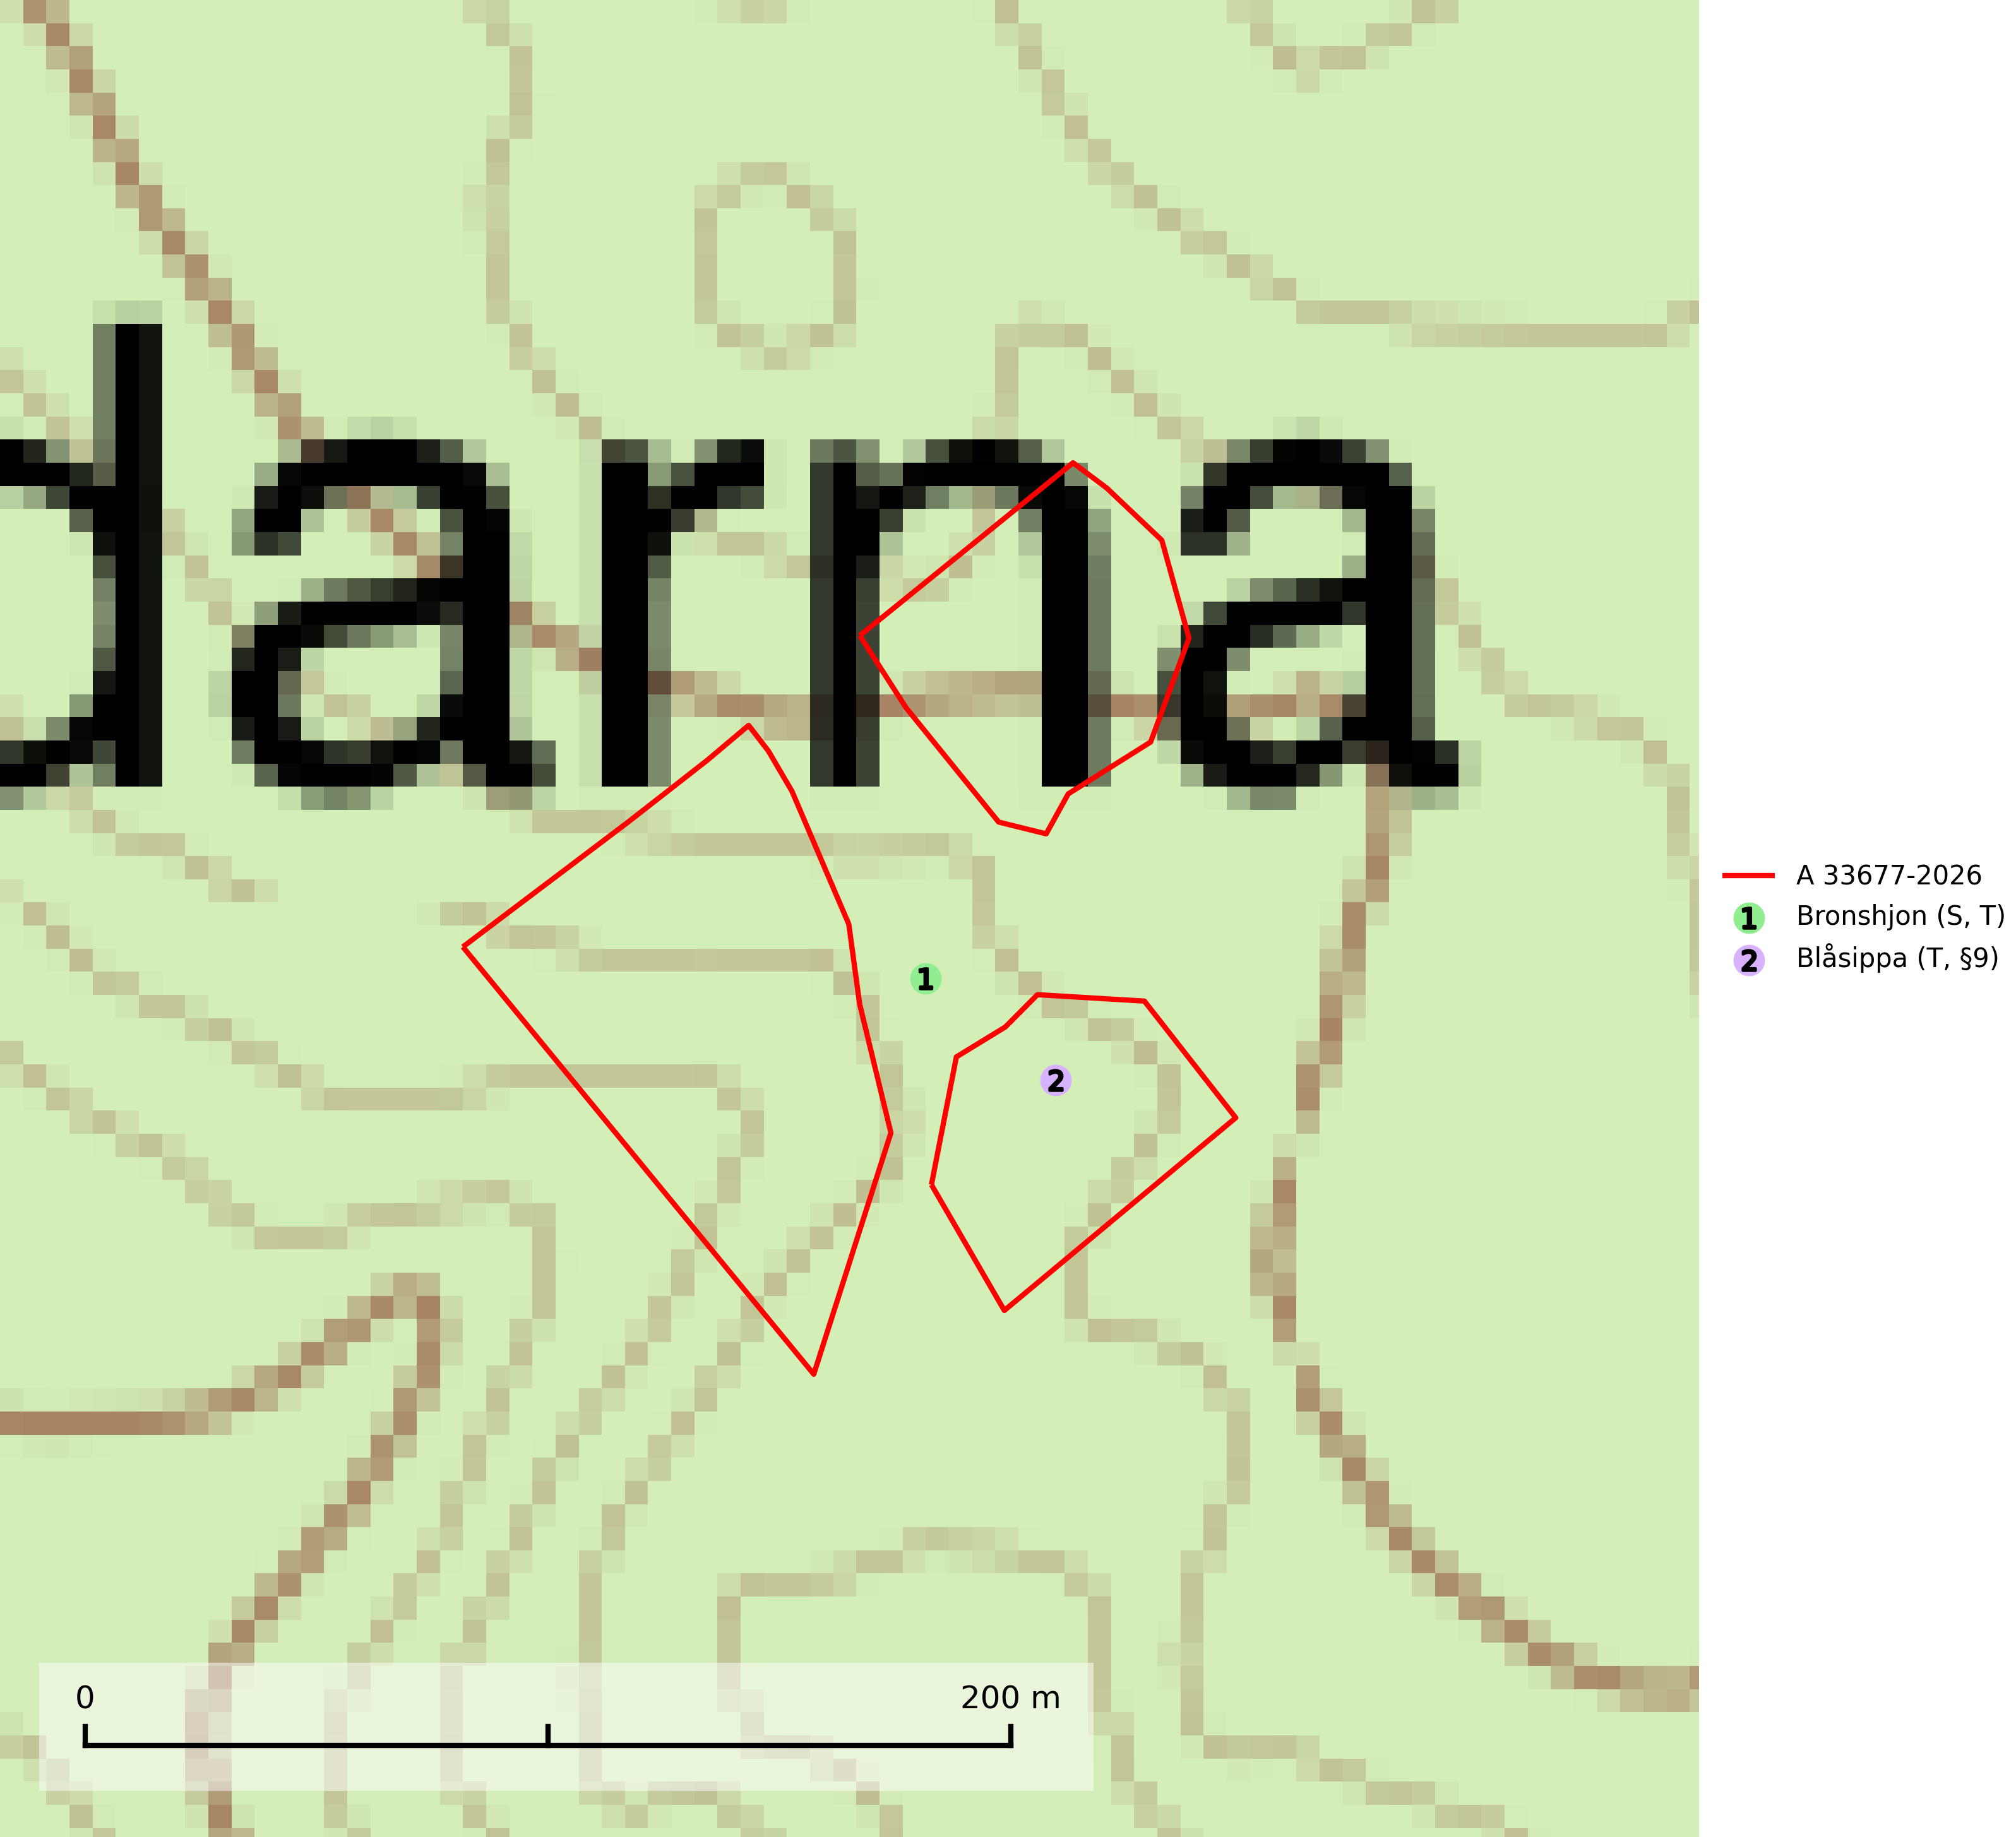 darna
A 33677-2026
1 Bronshjon (S, T)
2 Blåsippa (T, §9)
1
2
0 200 m